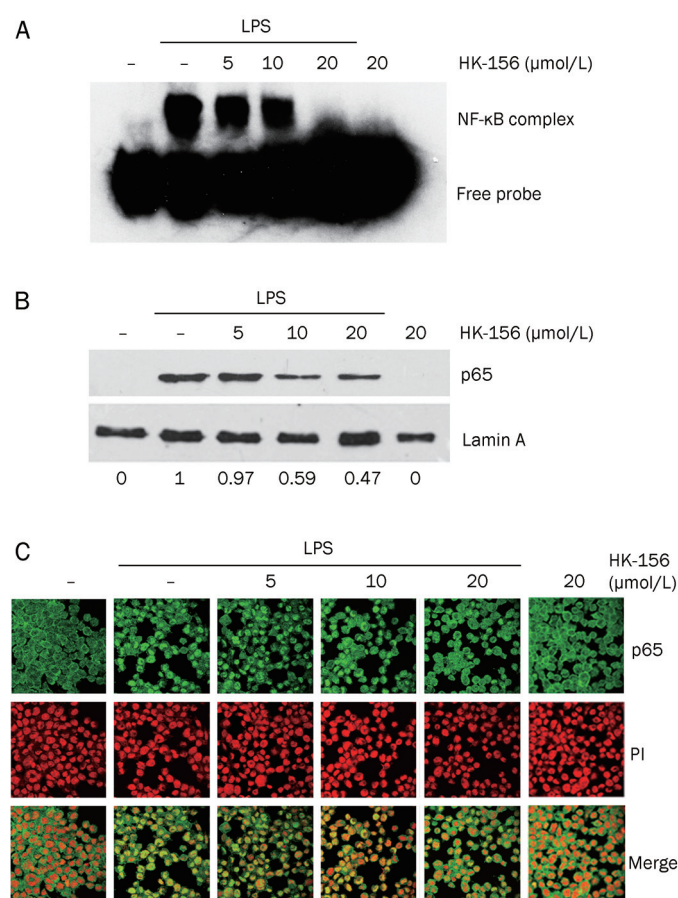 A
LPS
– – 5 10 20 20 HK-156 (µmol/L)
NF-κB complex
Free probe
B
LPS
– – 5 10 20 20 HK-156 (µmol/L)
p65
Lamin A
0 1 0.97 0.59 0.47 0
C
LPS
HK-156
– – 5 10 20 20 (µmol/L)
p65
PI
Merge